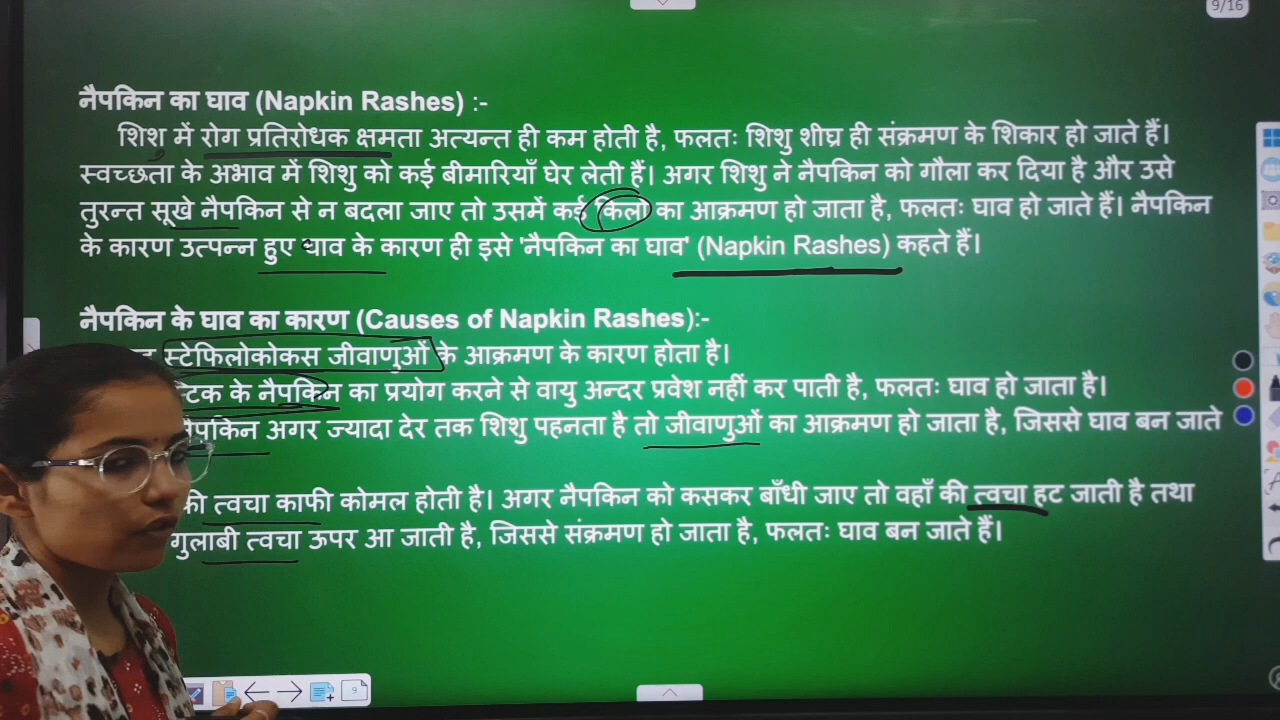 9/16
नैपकिन का घाव (Napkin Rashes) :-
शिशु में रोग प्रतिरोधक क्षमता अत्यन्त ही कम होती है, फलतः शिशु शीघ्र ही संक्रमण के शिकार हो जाते हैं।
स्वच्छता के अभाव में शिशु को कई बीमारियाँ घेर लेती हैं। अगर शिशु ने नैपकिन को गौला कर दिया है और उसे
तुरन्त सूखे नैपकिन से न बदला जाए तो उसमें कई का आक्रमण हो जाता है, फलतः घाव हो जाते हैं। नैपकिन
के कारण उत्पन्न हुए घाव के कारण ही इसे 'नैपकिन का घाव' (Napkin Rashes) कहते हैं।
नैपकिन के घाव का कारण (Causes of Napkin Rashes):-
स्टेफिलोकोकस जीवाणुओं के आक्रमण के कारण होता है।
के नैपकिन का प्रयोग करने से वायु अन्दर प्रवेश नहीं कर पाती है, फलतः घाव हो जाता है।
नैपकिन अगर ज्यादा देर तक शिशु पहनता है तो जीवाणुओं का आक्रमण हो जाता है, जिससे घाव बन जाते
की त्वचा काफी कोमल होती है। अगर नैपकिन को कसकर बाँधी जाए तो वहाँ की त्वचा हट जाती है तथा
गुलाबी त्वचा ऊपर आ जाती है, जिससे संक्रमण हो जाता है, फलतः घाव बन जाते हैं।
9